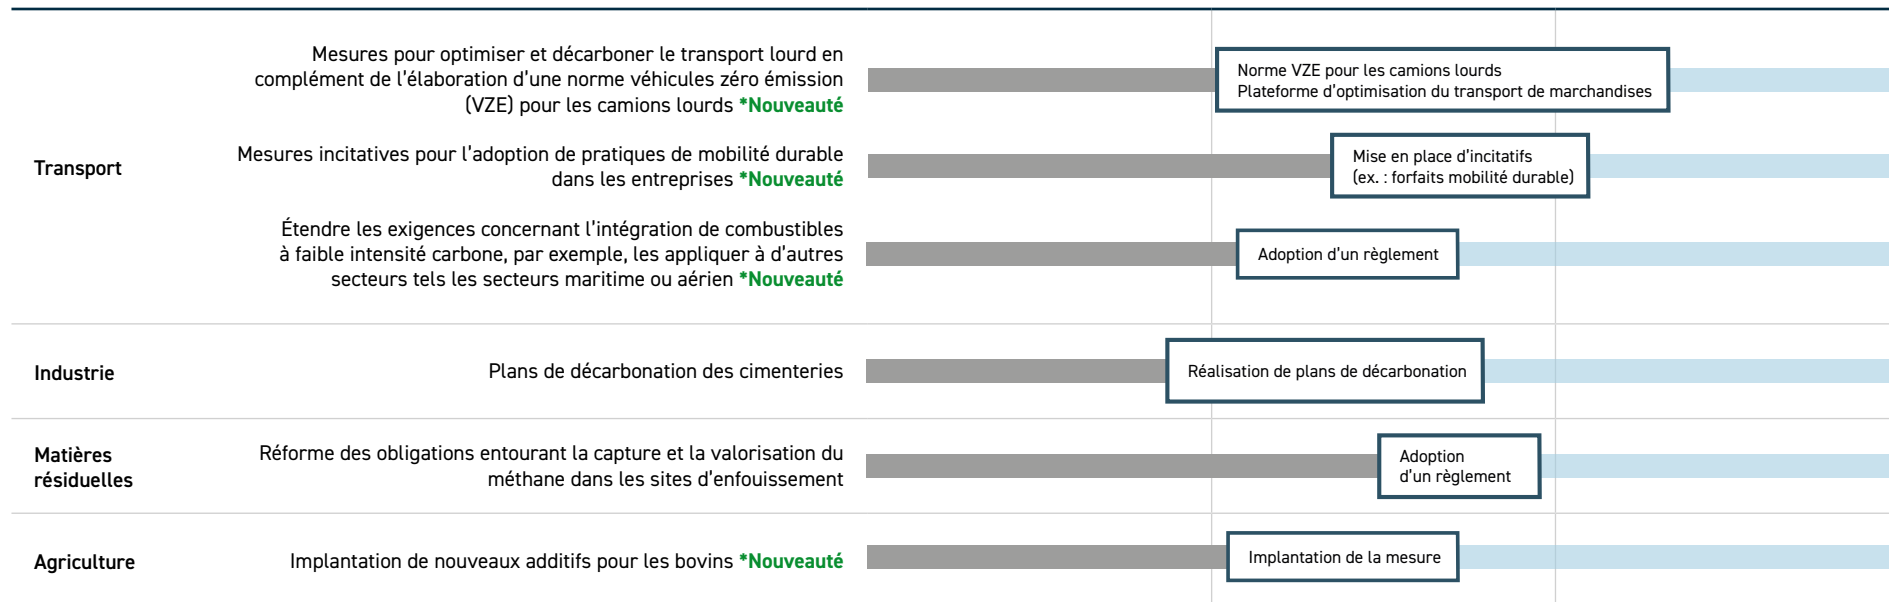 Transport
Mesures pour optimiser et décarboner le transport lourd en
complément de l'élaboration d'une norme véhicules zéro émission
(VZE) pour les camions lourds *Nouveauté
Norme VZE pour les camions lourds
Plateforme d'optimisation du transport de marchandises
Mesures incitatives pour l'adoption de pratiques de mobilité durable
dans les entreprises *Nouveauté
Mise en place d'incitatifs
(ex. : forfaits mobilité durable)
Étendre les exigences concernant l'intégration de combustibles
à faible intensité carbone, par exemple, les appliquer à d'autres
secteurs tels les secteurs maritime ou aérien *Nouveauté
Adoption d'un règlement
Industrie
Plans de décarbonation des cimenteries
Réalisation de plans de décarbonation
Matières
résiduelles
Réforme des obligations entourant la capture et la valorisation du
méthane dans les sites d'enfouissement
Adoption
d'un règlement
Agriculture
Implantation de nouveaux additifs pour les bovins *Nouveauté
Implantation de la mesure